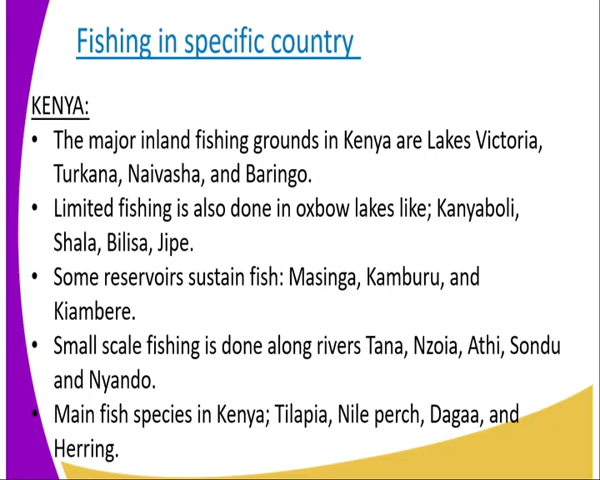 Fishing in specific country
KENYA:
• The major inland fishing grounds in Kenya are Lakes Victoria,
Turkana, Naivasha, and Baringo.
• Limited fishing is also done in oxbow lakes like; Kanyaboli,
Shala, Bilisa, Jipe.
• Some reservoirs sustain fish: Masinga, Kamburu, and
Kiambere.
• Small scale fishing is done along rivers Tana, Nzoia, Athi, Sondu
and Nyando.
• Main fish species in Kenya; Tilapia, Nile perch, Dagaa, and
Herring.